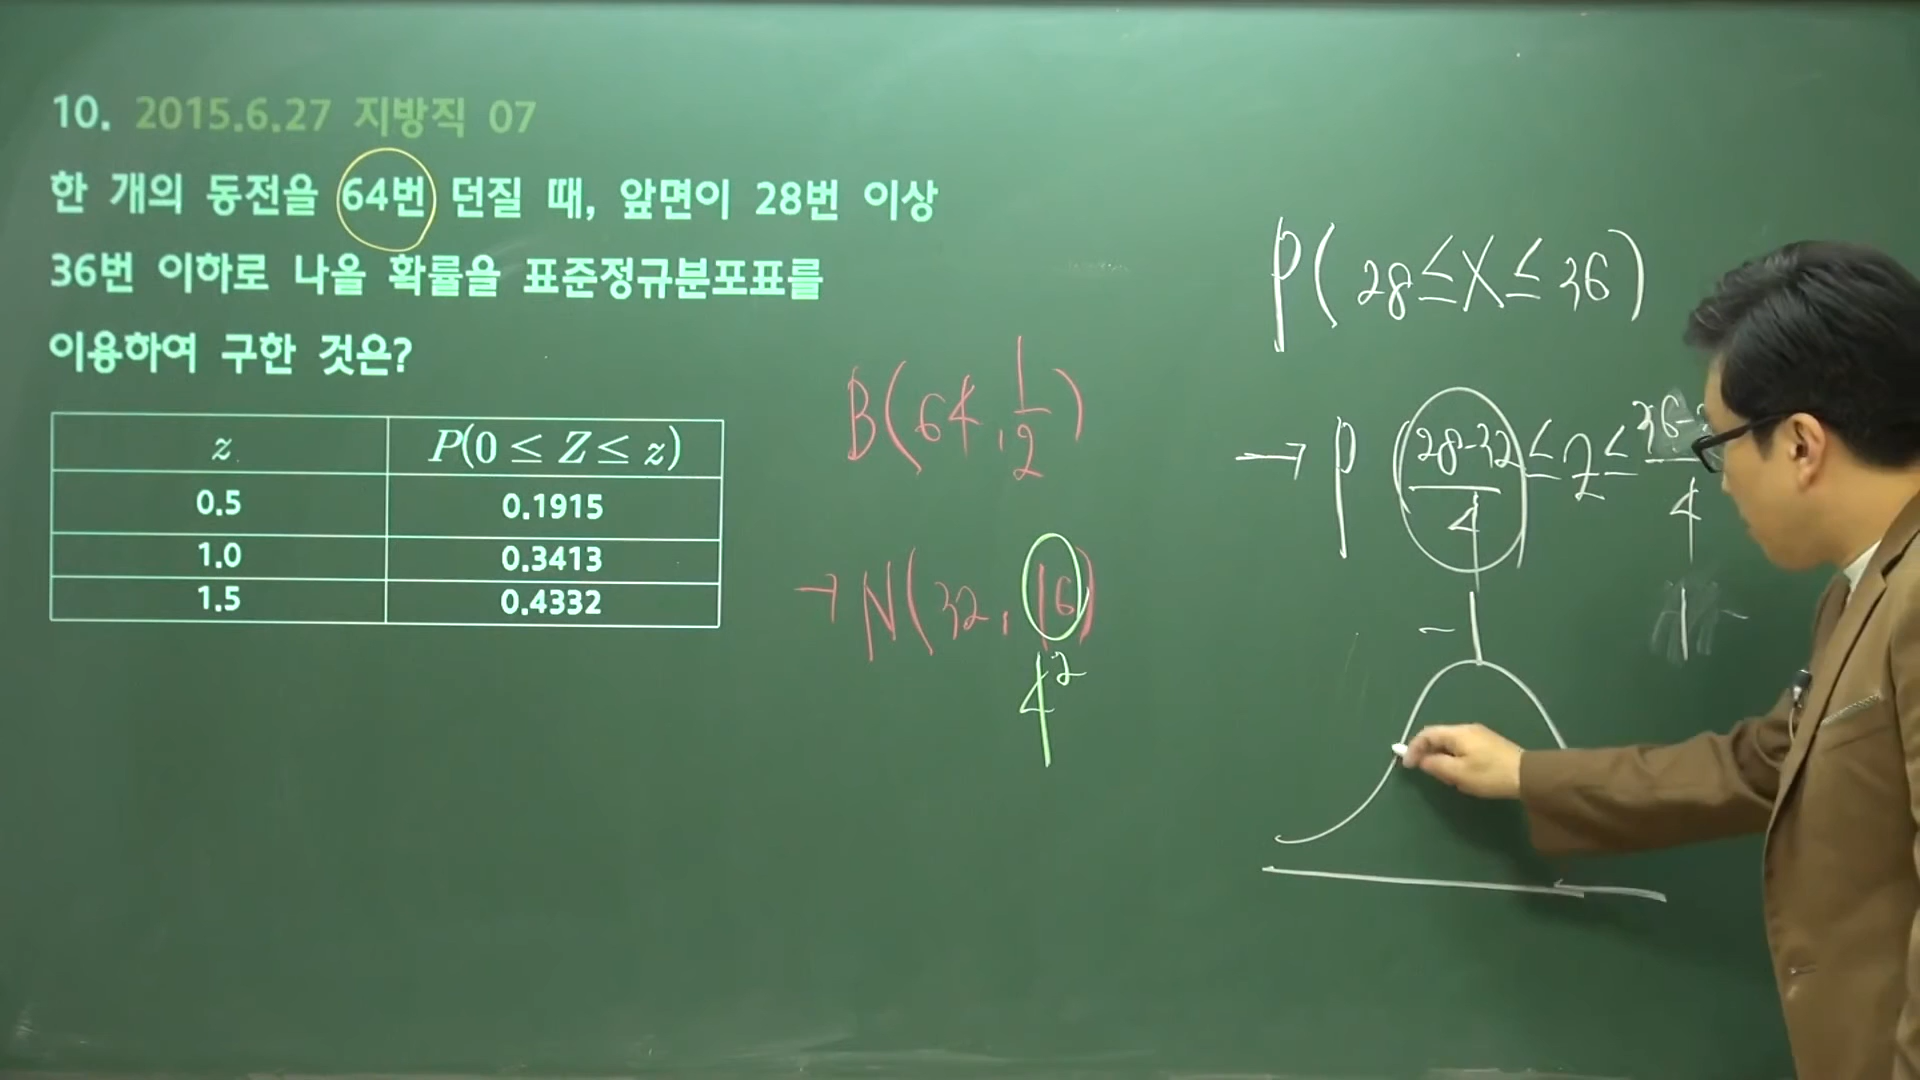 10. 2015.6.27 지방직 07
한 개의 동전을 64번 던질 때, 앞면이 28번 이상
36번 이하로 나올 확률을 표준정규분포표를
이용하여 구한 것은?
z P(0 ≤ Z ≤ z)
0.5 0.1915
1.0 0.3413
1.5 0.4332
B(64, 1/2)
→ N(32, 16)
4²
P(28 ≤ X ≤ 36)
→ P(28-32/4 ≤ Z ≤ 36-/4
-1